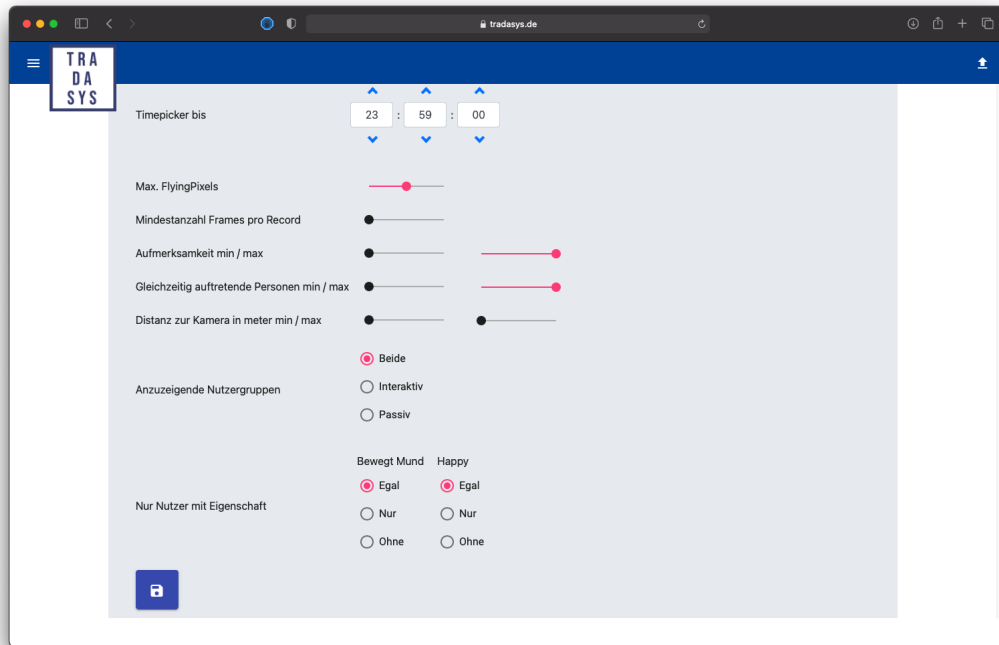 tradasys.de
TRA
DA
SYS
Timepicker bis 23 : 59 : 00
Max. FlyingPixels
Mindestanzahl Frames pro Record
Aufmerksamkeit min / max
Gleichzeitig auftretende Personen min / max
Distanz zur Kamera in meter min / max
Anzuzeigende Nutzergruppen
Beide
Interaktiv
Passiv
Nur Nutzer mit Eigenschaft
Bewegt Mund Happy
Egal Egal
Nur Nur
Ohne Ohne